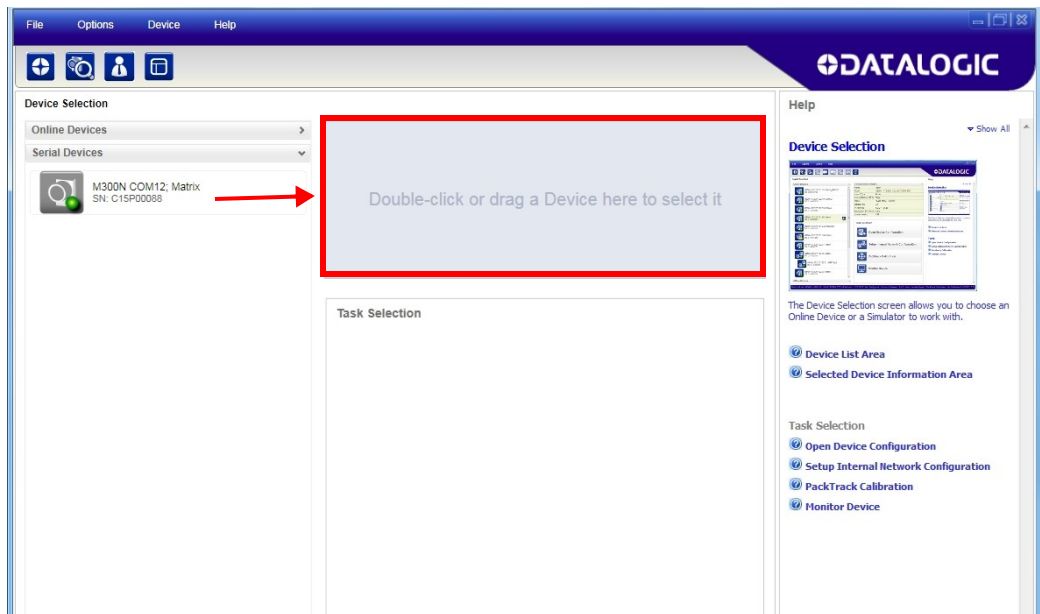 File Options Device Help
DATALOGIC
Device Selection
Online Devices
Serial Devices
M300N COM12; Matrix
SN: C15P00088
Double-click or drag a Device here to select it
Task Selection
Help
Show All
Device Selection
The Device Selection screen allows you to choose an
Online Device or a Simulator to work with.
Device List Area
Selected Device Information Area
Task Selection
Open Device Configuration
Setup Internal Network Configuration
PackTrack Calibration
Monitor Device